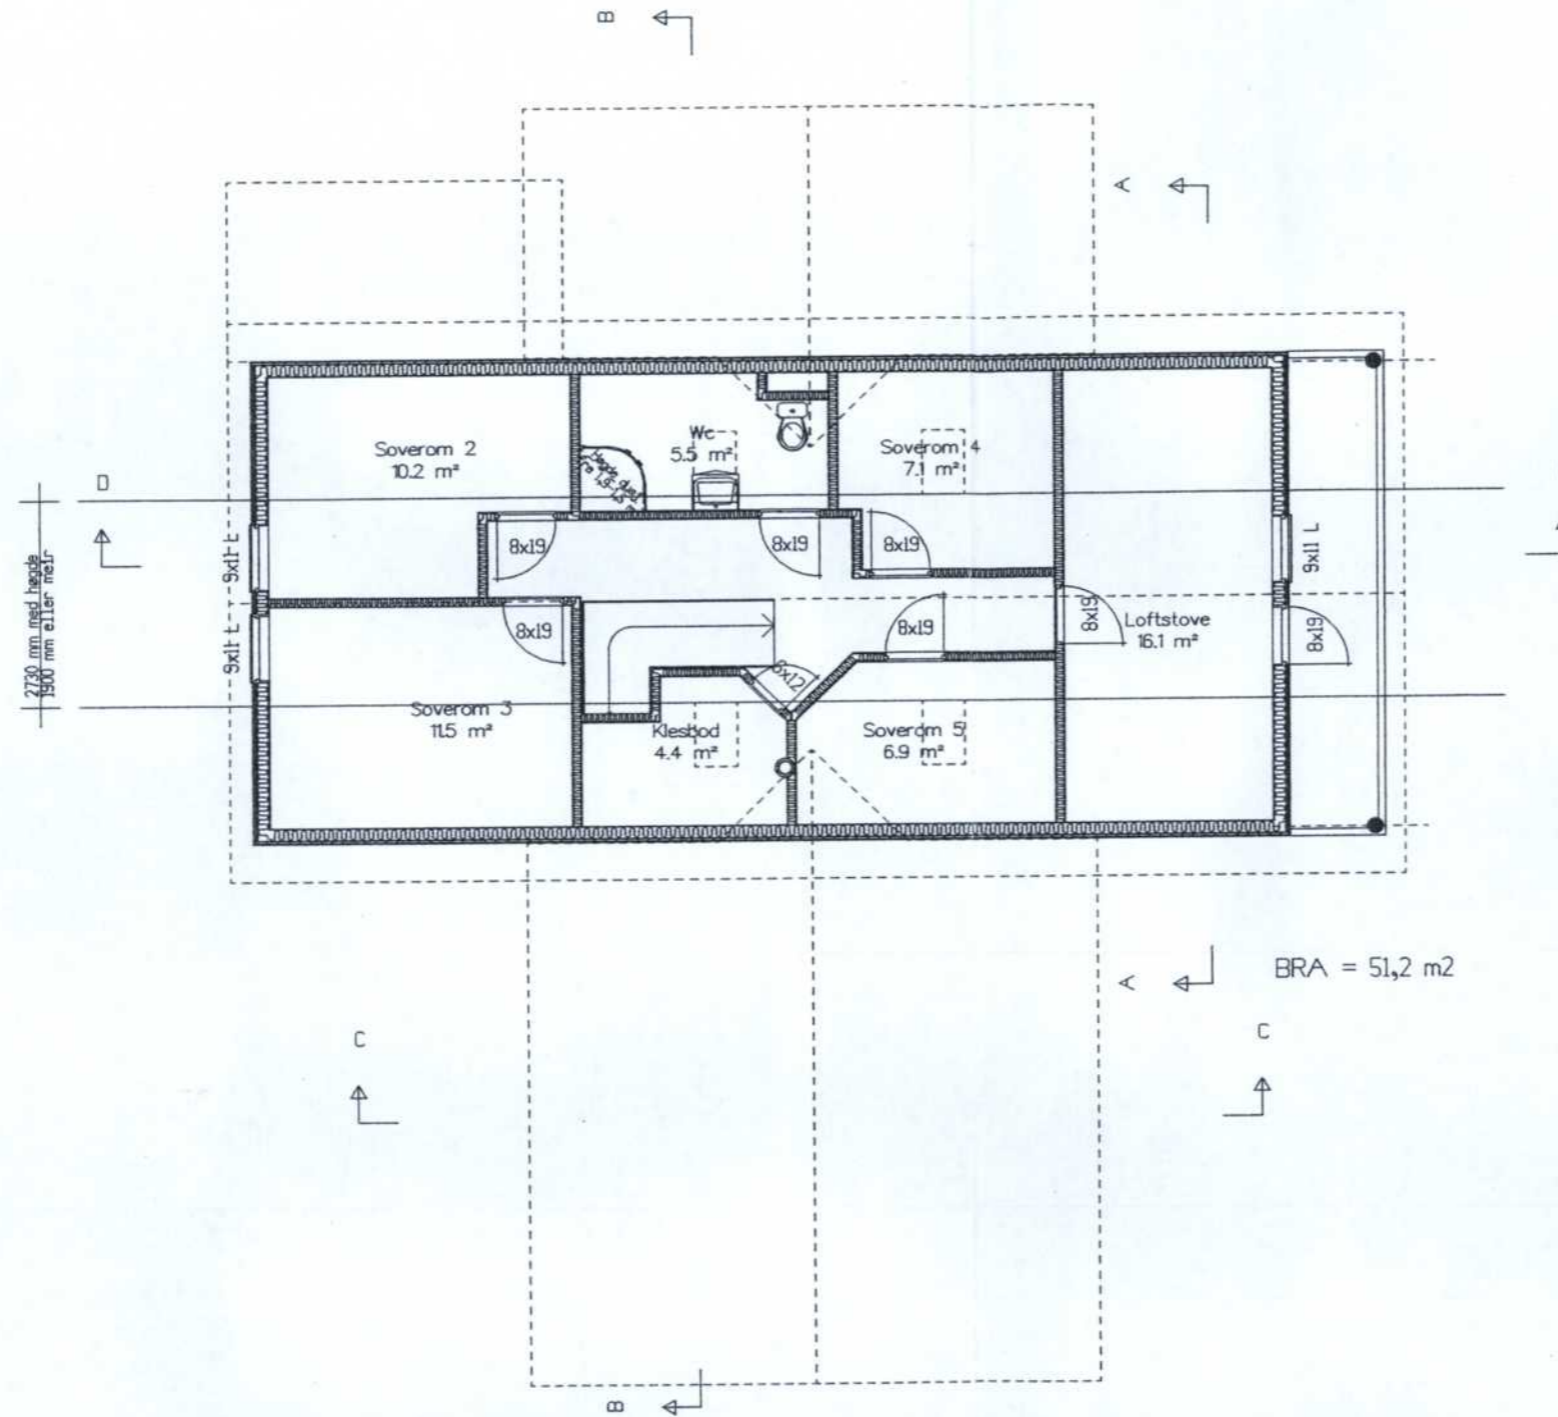 B
A
Soverom 2
10.2 m²
Wc
5.5 m²
Soverom 4
7.1 m²
D
8x19
8x19
8x19
9x11 L
9x11 L
2730 mm med høgde
1900 mm eller meir
8x19
8x19
8x19
Loftstove
16.1 m²
8x19
9x11 L
6x12
Soverom 3
11.5 m²
Klesbod
4.4 m²
Soverom 5
6.9 m²
A
BRA = 51,2 m2
C
C
B